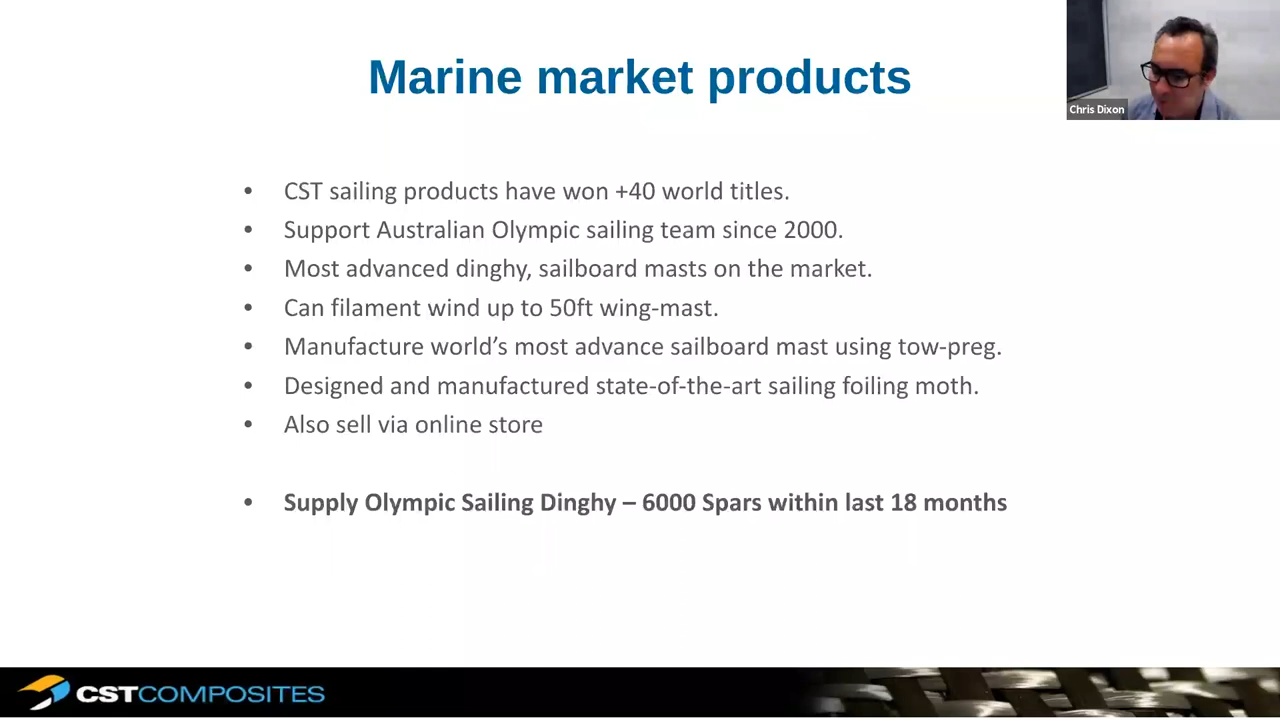 Marine market products
Chris Dixon
• CST sailing products have won +40 world titles.
• Support Australian Olympic sailing team since 2000.
• Most advanced dinghy, sailboard masts on the market.
• Can filament wind up to 50ft wing-mast.
• Manufacture world’s most advance sailboard mast using tow-preg.
• Designed and manufactured state-of-the-art sailing foiling moth.
• Also sell via online store
• Supply Olympic Sailing Dinghy – 6000 Spars within last 18 months
CSTCOMPOSITES